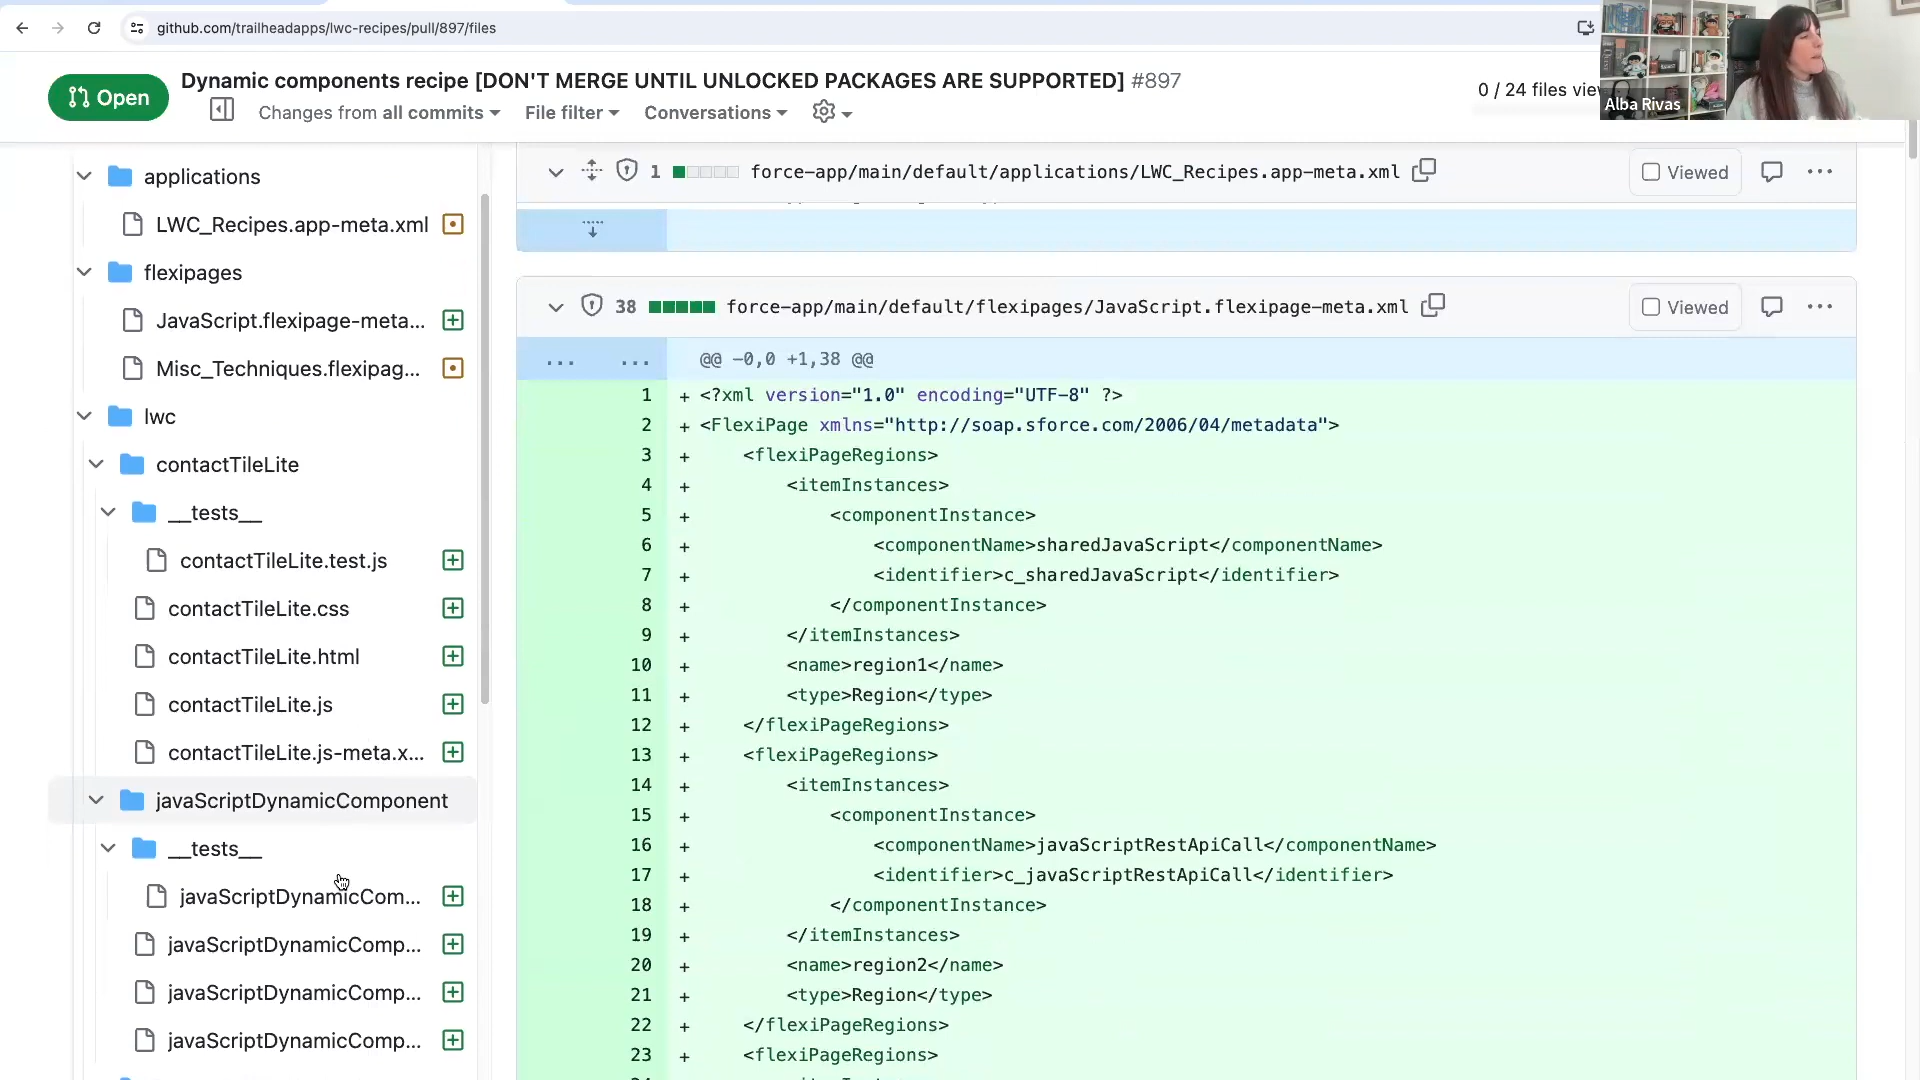 github.com/trailheadapps/lwc-recipes/pull/897/files
Open
Dynamic components recipe [DON'T MERGE UNTIL UNLOCKED PACKAGES ARE SUPPORTED] #897
Changes from all commits
File filter
Conversations
0 / 24 files view
Alba Rivas
applications
LWC_Recipes.app-meta.xml
flexipages
JavaScript.flexipage-meta...
Misc_Techniques.flexipag...
lwc
contactTileLite
__tests__
contactTileLite.test.js
contactTileLite.css
contactTileLite.html
contactTileLite.js
contactTileLite.js-meta.x...
javaScriptDynamicComponent
__tests__
javaScriptDynamicCom...
javaScriptDynamicComp...
javaScriptDynamicComp...
javaScriptDynamicComp...
1 force-app/main/default/applications/LWC_Recipes.app-meta.xml
Viewed
38 force-app/main/default/flexipages/JavaScript.flexipage-meta.xml
Viewed
... ... @@ -0,0 +1,38 @@
1 + <?xml version="1.0" encoding="UTF-8" ?>
2 + <FlexiPage xmlns="http://soap.sforce.com/2006/04/metadata">
3 + <flexiPageRegions>
4 + <itemInstances>
5 + <componentInstance>
6 + <componentName>sharedJavaScript</componentName>
7 + <identifier>c_sharedJavaScript</identifier>
8 + </componentInstance>
9 + </itemInstances>
10 + <name>region1</name>
11 + <type>Region</type>
12 + </flexiPageRegions>
13 + <flexiPageRegions>
14 + <itemInstances>
15 + <componentInstance>
16 + <componentName>javaScriptRestApiCall</componentName>
17 + <identifier>c_javaScriptRestApiCall</identifier>
18 + </componentInstance>
19 + </itemInstances>
20 + <name>region2</name>
21 + <type>Region</type>
22 + </flexiPageRegions>
23 + <flexiPageRegions>